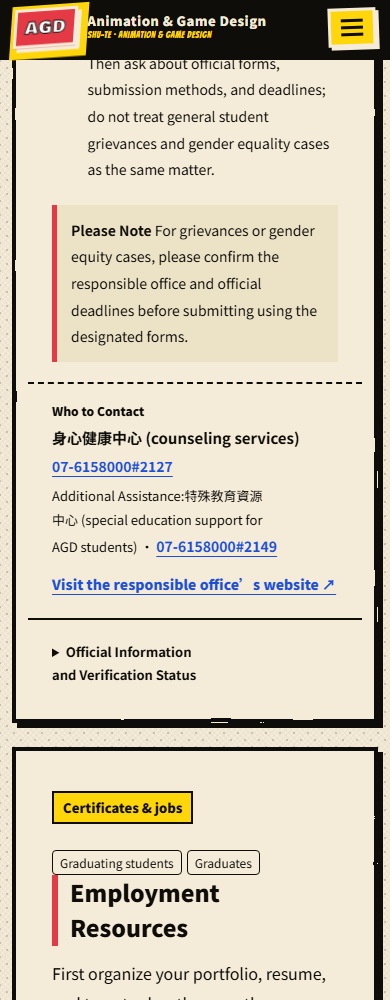 AGD
Animation & Game Design
SHU-TE · ANIMATION & GAME DESIGN
Then ask about official forms,
submission methods, and deadlines;
do not treat general student
grievances and gender equality cases
as the same matter.
Please Note For grievances or gender
equity cases, please confirm the
responsible office and official
deadlines before submitting using the
designated forms.
Who to Contact
身心健康中心 (counseling services)
07-6158000#2127
Additional Assistance:特殊教育資源
中心 (special education support for
AGD students) · 07-6158000#2149
Visit the responsible office’s website ↗
▶ Official Information
and Verification Status
Certificates & jobs
Graduating students
Graduates
Employment
Resources
First organize your portfolio, resume,